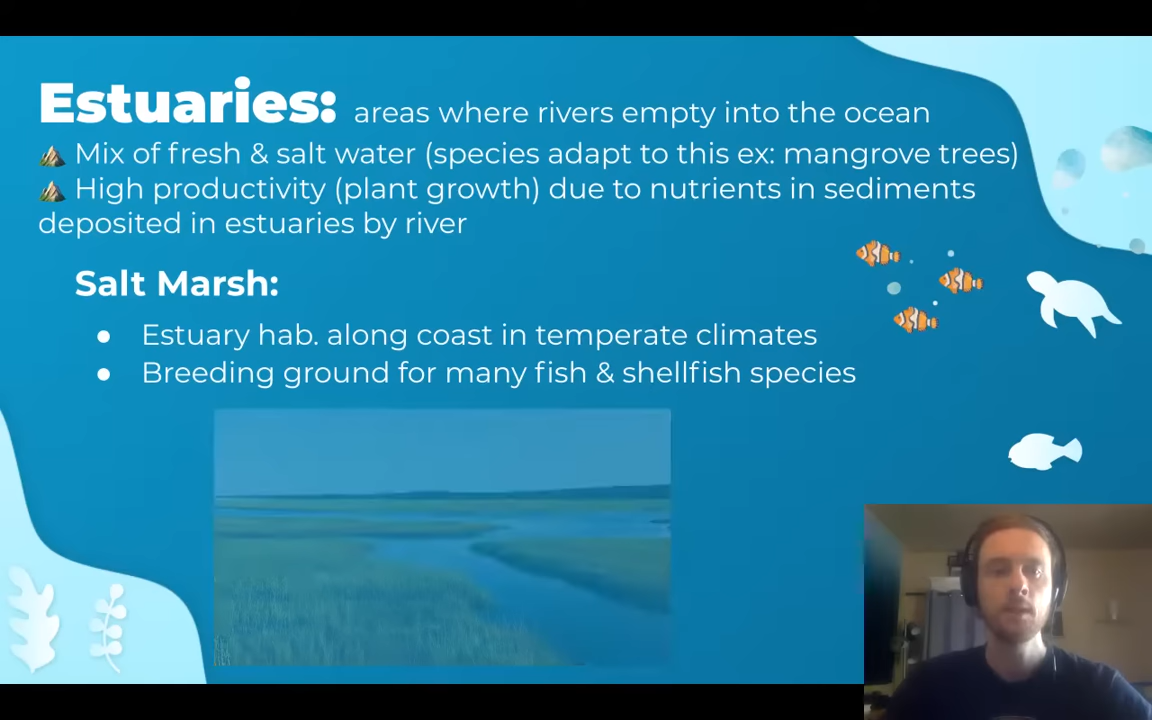 Estuaries: areas where rivers empty into the ocean
⛰️ Mix of fresh & salt water (species adapt to this ex: mangrove trees)
⛰️ High productivity (plant growth) due to nutrients in sediments
deposited in estuaries by river
Salt Marsh:
● Estuary hab. along coast in temperate climates
● Breeding ground for many fish & shellfish species